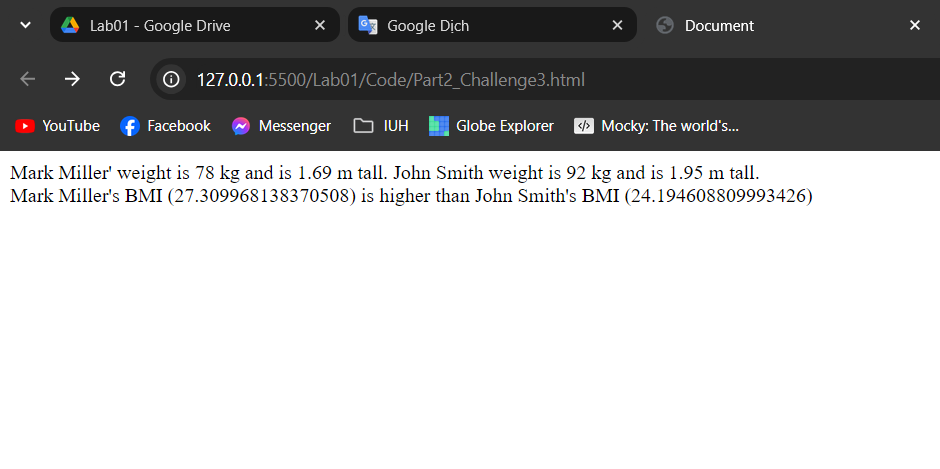 Lab01 - Google Drive
Google Dịch
Document
127.0.0.1:5500/Lab01/Code/Part2_Challenge3.html
YouTube
Facebook
Messenger
IUH
Globe Explorer
Mocky: The world's...
Mark Miller' weight is 78 kg and is 1.69 m tall. John Smith weight is 92 kg and is 1.95 m tall.
Mark Miller's BMI (27.309968138370508) is higher than John Smith's BMI (24.194608809993426)